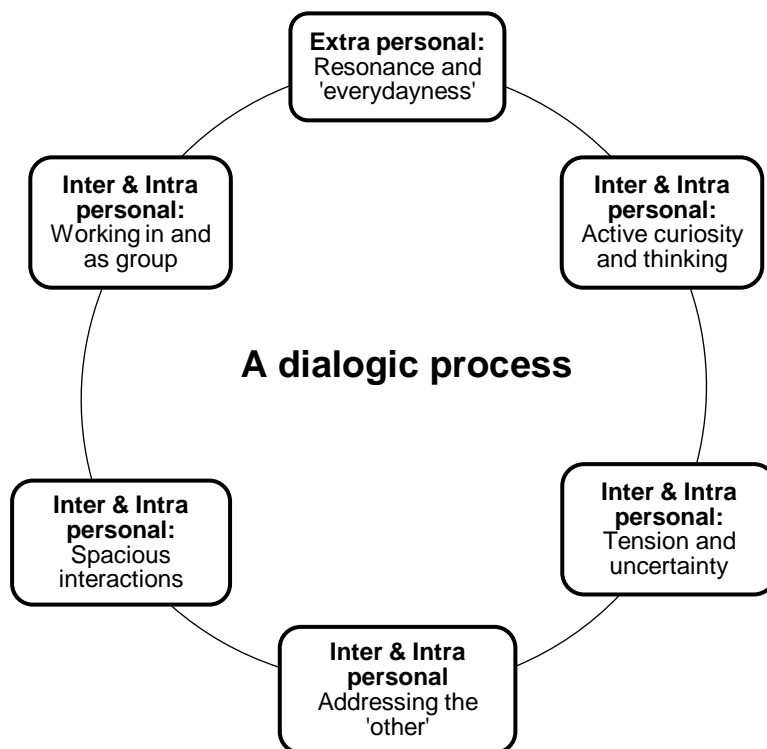 Extra personal:
Resonance and
'everydayness'
Inter & Intra
personal:
Active curiosity
and thinking
Inter & Intra
personal:
Tension and
uncertainty
Inter & Intra
personal
Addressing the
'other'
Inter & Intra
personal:
Spacious
interactions
Inter & Intra
personal:
Working in and
as group
A dialogic process